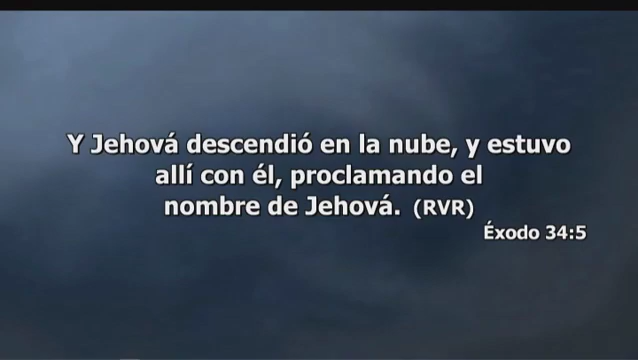 Y Jehová descendió en la nube, y estuvo
allí con él, proclamando el
nombre de Jehová. (RVR)
Éxodo 34:5